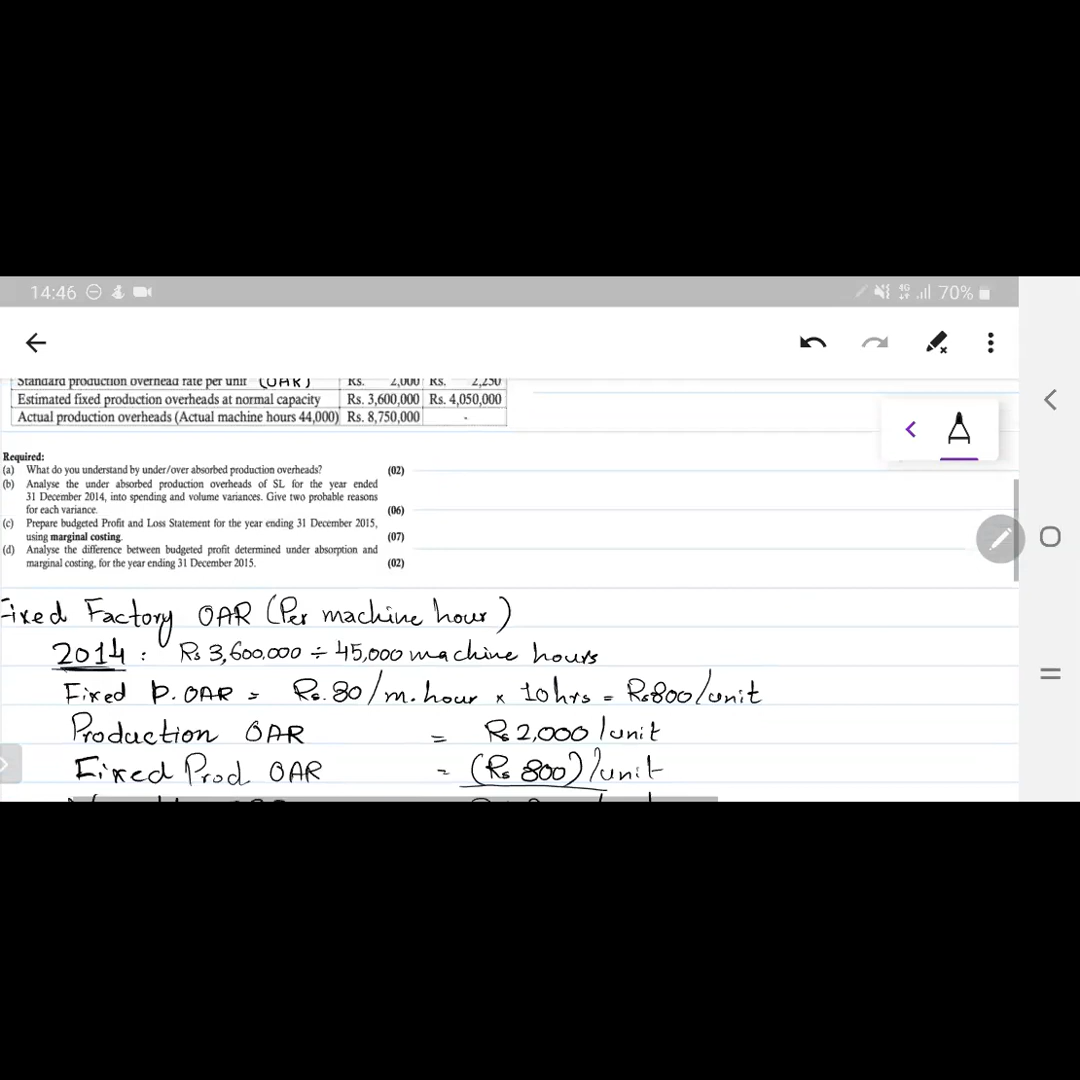 14:46 4G 70%
Standard production overhead rate per unit (OAR) Rs. 2,000 Rs. 2,250
Estimated fixed production overheads at normal capacity Rs. 3,600,000 Rs. 4,050,000
Actual production overheads (Actual machine hours 44,000) Rs. 8,750,000 -
Required:
(a) What do you understand by under/over absorbed production overheads? (02)
(b) Analyse the under absorbed production overheads of SL for the year ended
31 December 2014, into spending and volume variances. Give two probable reasons
for each variance. (06)
(c) Prepare budgeted Profit and Loss Statement for the year ending 31 December 2015,
using marginal costing. (07)
(d) Analyse the difference between budgeted profit determined under absorption and
marginal costing, for the year ending 31 December 2015. (02)
Fixed Factory OAR (Per machine hour)
2014 : Rs 3,600,000 ÷ 45,000 machine hours
Fixed P. OAR = Rs. 80/m.hour x 10hrs = Rs800/unit
Production OAR = Rs 2,000/unit
Fixed Prod. OAR = (Rs 800)/unit